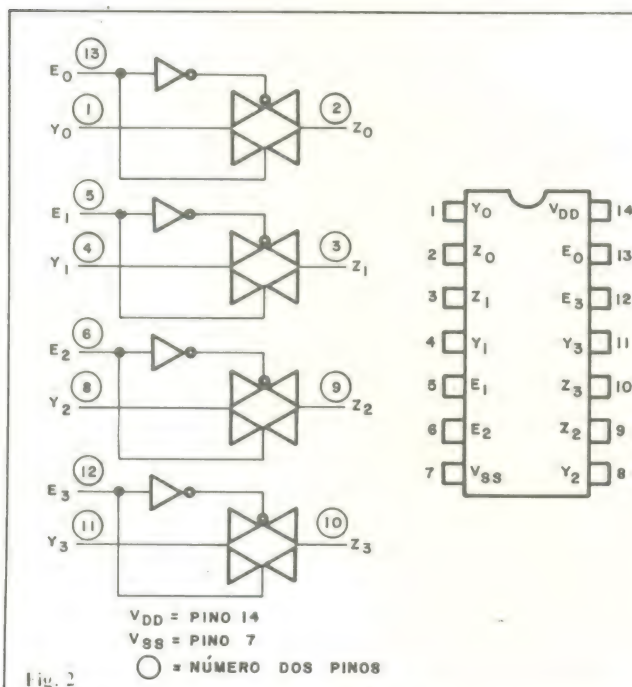 13
E0
1
2
Y0
Z0
5
E1
4
3
Y1
Z1
6
E2
8
9
Y2
Z2
12
E3
11
10
Y3
Z3
VDD = PINO 14
VSS = PINO 7
= NÚMERO DOS PINOS
Fig. 2
1 Y0 VDD 14
2 Z0 E0 13
3 Z1 E3 12
4 Y1 Y3 11
5 E1 Z3 10
6 E2 Z2 9
7 VSS Y2 8